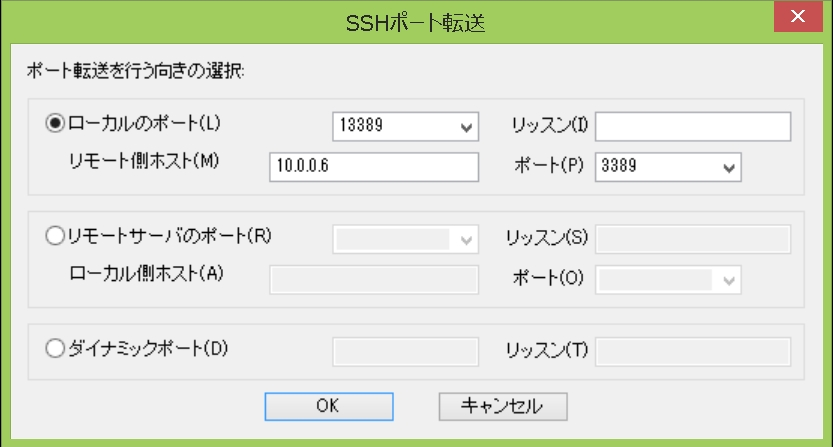 SSHポート転送
ポート転送を行う向きの選択:
ローカルのポート(L) 13389 リッスン(I)
リモート側ホスト(M) 10.0.0.6 ポート(P) 3389
リモートサーバのポート(R) リッスン(S)
ローカル側ホスト(A) ポート(O)
ダイナミックポート(D) リッスン(T)
OK キャンセル